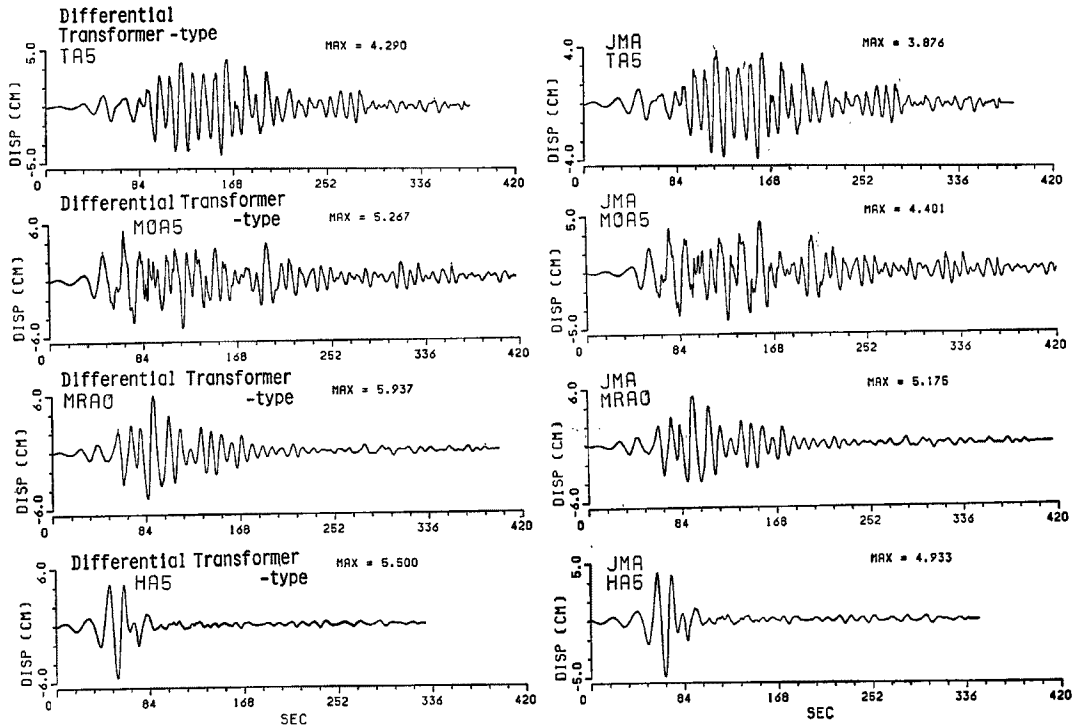 Differential
Transformer -type
TA5
MAX = 4.290
5.0
DISP (CM)
-5.0
0 84 168 252 336 420
JMA
TA5
MAX = 3.876
4.0
DISP (CM)
-4.0
0 84 168 252 336 420
Differential Transformer
-type
MOA5
MAX = 5.267
6.0
DISP (CM)
-6.0
0 84 168 252 336 420
JMA
MOA5
MAX = 4.401
5.0
DISP (CM)
-5.0
0 84 168 252 336 420
Differential Transformer
-type
MRAO
MAX = 5.937
6.0
DISP (CM)
-6.0
0 84 168 252 336 420
JMA
MRAO
MAX = 5.175
6.0
DISP (CM)
-6.0
0 84 168 252 336 420
Differential Transformer
-type
HA5
MAX = 5.500
6.0
DISP (CM)
-6.0
0 84 168 252 336 420
SEC
JMA
HA5
MAX = 4.933
5.0
DISP (CM)
-5.0
0 84 168 252 336 420
SEC